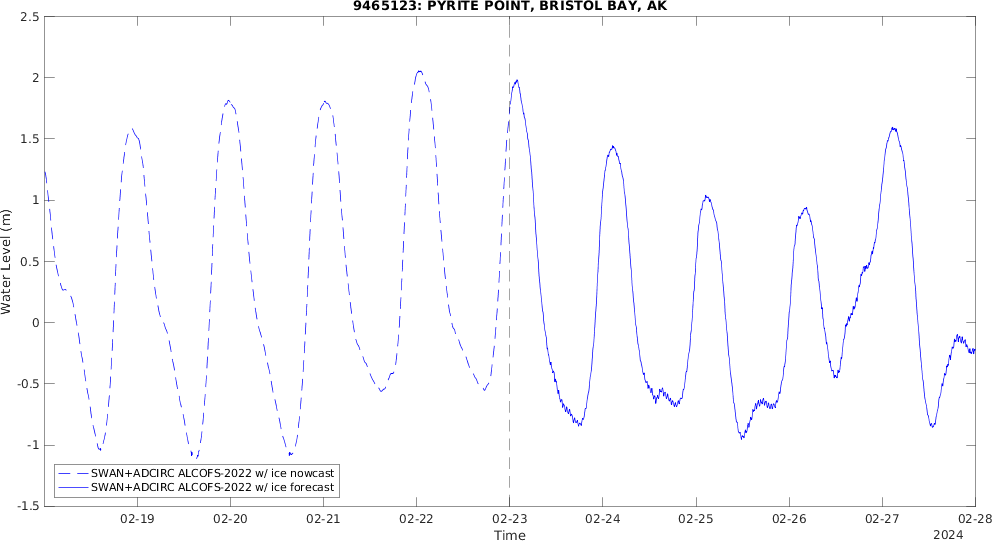 9465123: PYRITE POINT, BRISTOL BAY, AK
Water Level (m)
2.5
2
1.5
1
0.5
0
-0.5
-1
-1.5
SWAN+ADCIRC ALCOFS-2022 w/ ice nowcast
SWAN+ADCIRC ALCOFS-2022 w/ ice forecast
02-19 02-20 02-21 02-22 02-23 02-24 02-25 02-26 02-27 02-28
Time
2024